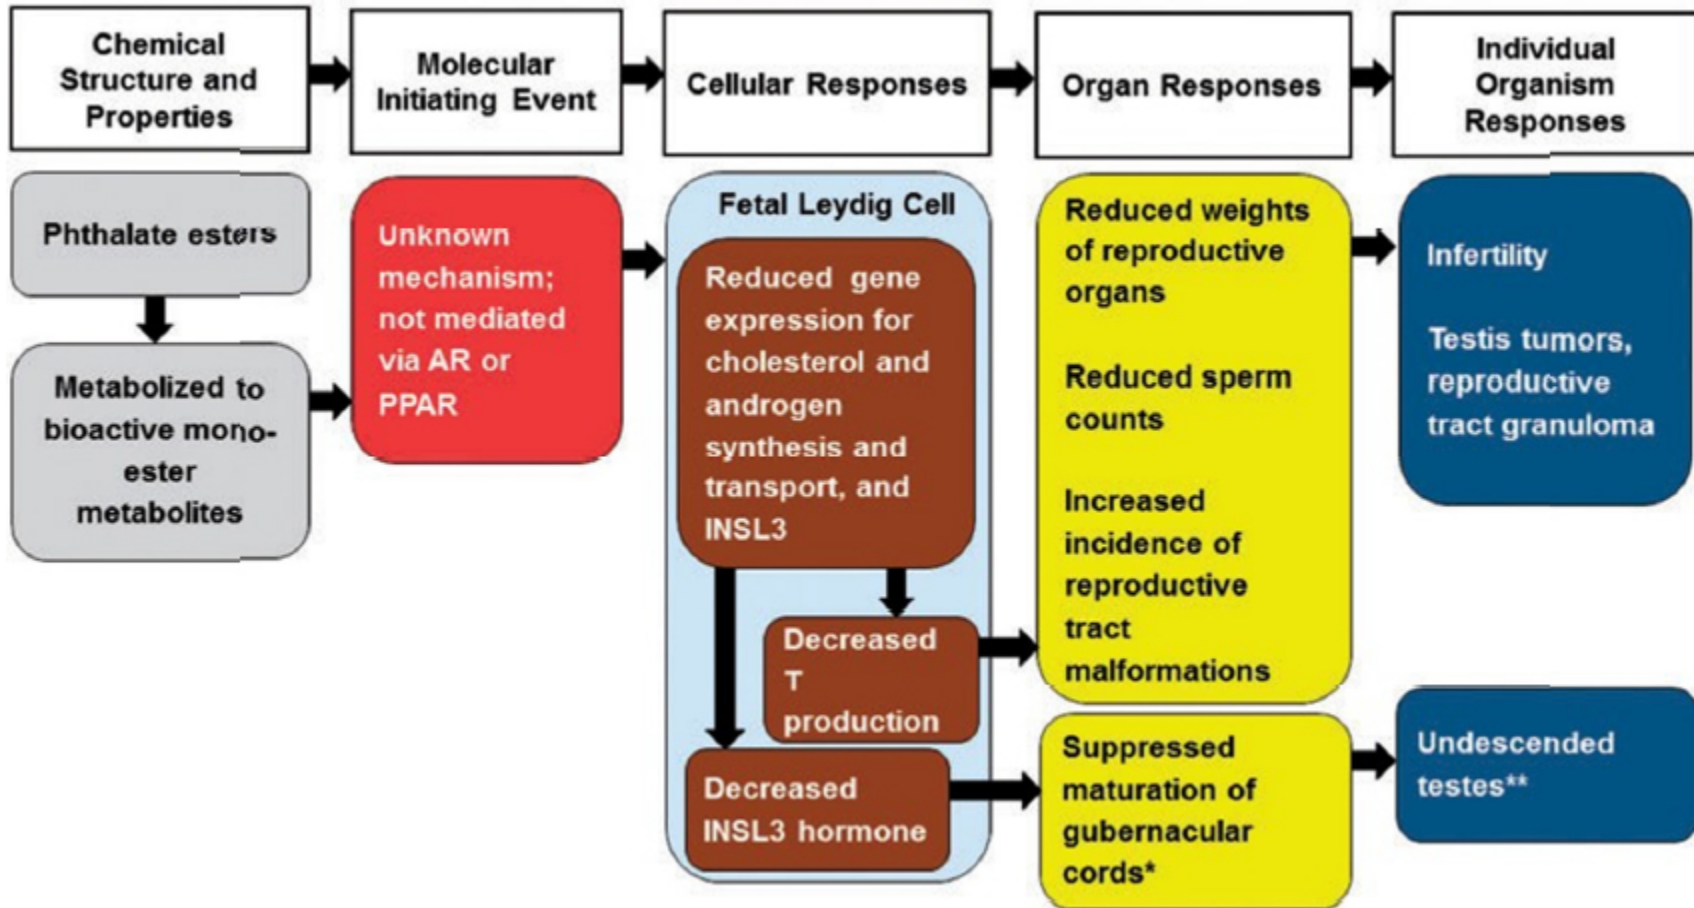 Chemical
Structure and
Properties
Molecular
Initiating Event
Cellular Responses
Organ Responses
Individual
Organism
Responses
Phthalate esters
Metabolized to
bioactive mono-
ester
metabolites
Unknown
mechanism;
not mediated
via AR or
PPAR
Fetal Leydig Cell
Reduced gene
expression for
cholesterol and
androgen
synthesis and
transport, and
INSL3
Decreased
T
production
Decreased
INSL3 hormone
Reduced weights
of reproductive
organs
Reduced sperm
counts
Increased
incidence of
reproductive
tract
malformations
Suppressed
maturation of
gubernacular
cords*
Infertility
Testis tumors,
reproductive
tract granuloma
Undescended
testes**